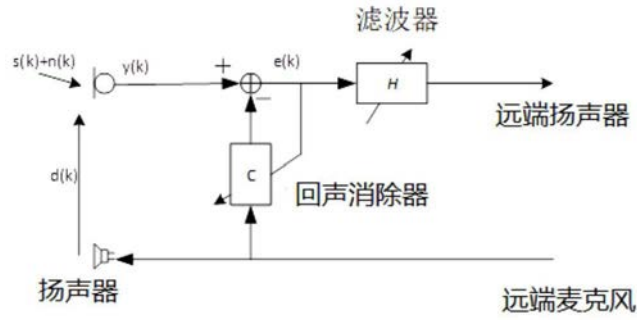 滤波器
s(k)+n(k)
y(k)
+
e(k)
H
−
远端扬声器
d(k)
C
回声消除器
扬声器
远端麦克风